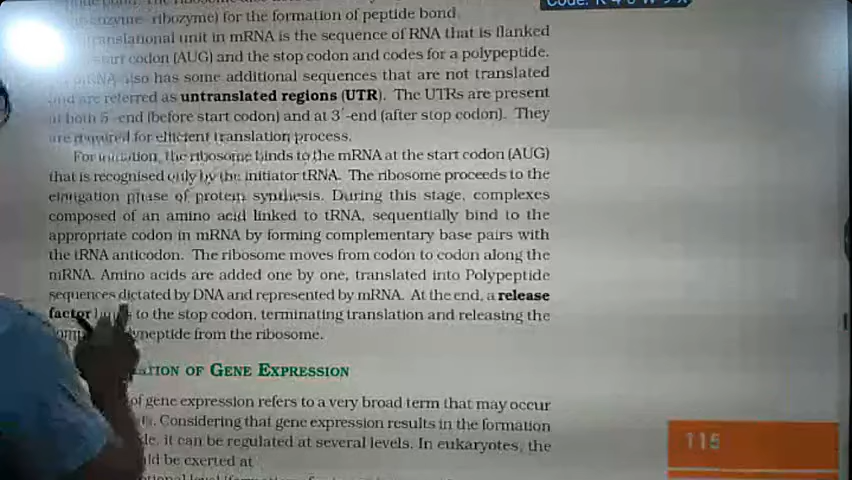 Code: K 4 8 W 9 X
enzyme- ribozyme) for the formation of peptide bond
translational unit in mRNA is the sequence of RNA that is flanked
start codon (AUG) and the stop codon and codes for a polypeptide.
mRNA also has some additional sequences that are not translated
and are referred as untranslated regions (UTR). The UTRs are present
at both 5´-end (before start codon) and at 3´-end (after stop codon). They
are required for efficient translation process.
For initiation, the ribosome binds to the mRNA at the start codon (AUG)
that is recognised only by the initiator tRNA. The ribosome proceeds to the
elongation phase of protein synthesis. During this stage, complexes
composed of an amino acid linked to tRNA, sequentially bind to the
appropriate codon in mRNA by forming complementary base pairs with
the tRNA anticodon. The ribosome moves from codon to codon along the
mRNA. Amino acids are added one by one, translated into Polypeptide
sequences dictated by DNA and represented by mRNA. At the end, a release
factor to the stop codon, terminating translation and releasing the
polypeptide from the ribosome.
OF GENE EXPRESSION
of gene expression refers to a very broad term that may occur
Considering that gene expression results in the formation
it can be regulated at several levels. In eukaryotes, the
be exerted at
115